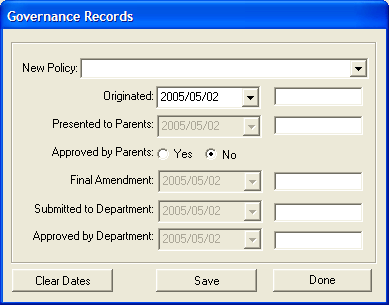 Governance Records
New Policy:
Originated: 2005/05/02
Presented to Parents: 2005/05/02
Approved by Parents: Yes No
Final Amendment: 2005/05/02
Submitted to Department: 2005/05/02
Approved by Department: 2005/05/02
Clear Dates Save Done